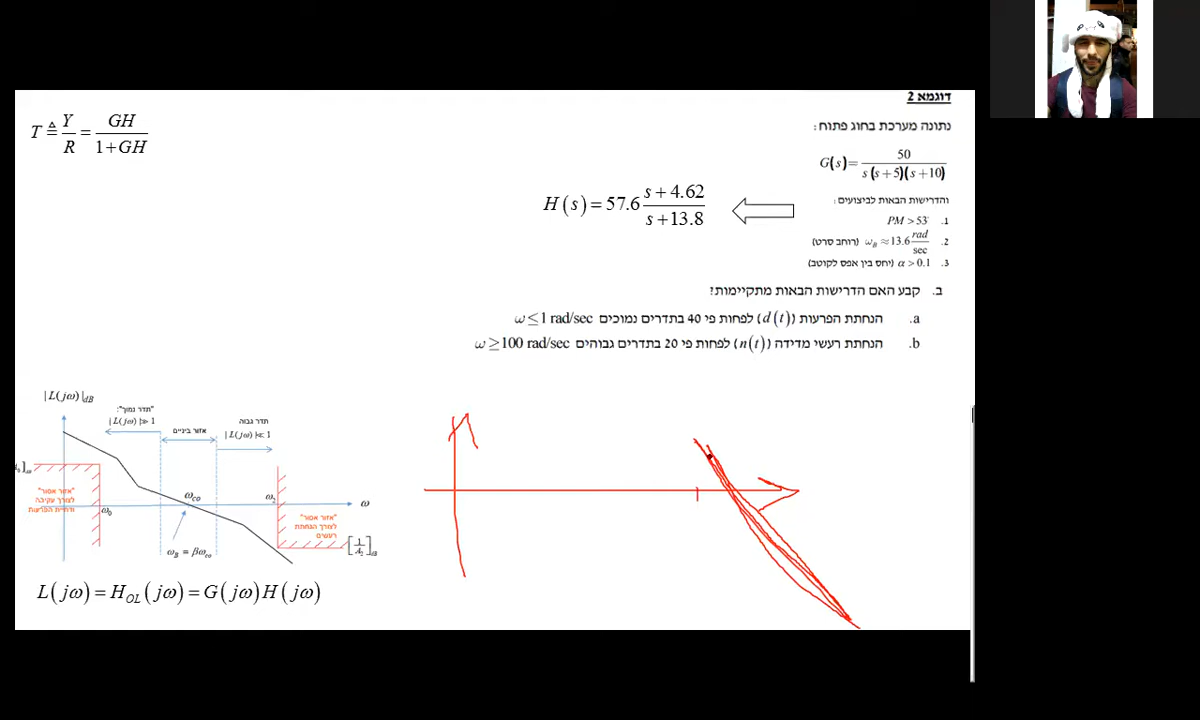 דוגמא 2
T ≜ Y/R = GH/(1+GH)
נתונה מערכת בחוג פתוח:
G(s) = 50/(s(s+5)(s+10))
H(s) = 57.6 (s+4.62)/(s+13.8)
והדרישות הבאות לביצועים:
1. PM > 53°
2. ω_B ≈ 13.6 rad/sec (רוחב סרט)
3. α > 0.1 (יחס בין אפס לקוטב)
ב. קבע האם הדרישות הבאות מתקיימות?
a. הנחתת הפרעות (d(t)) לפחות פי 40 בתדרים נמוכים ω ≤ 1 rad/sec
b. הנחתת רעשי מדידה (n(t)) לפחות פי 20 בתדרים גבוהים ω ≥ 100 rad/sec
|L(jω)|dB
"תדר נמוך":
|L(jω)| ≫ 1
אזור ביניים
תדר גבוה
|L(jω)| ≪ 1
"אזור אסור"
לצורך עקיבה
ודחיית הפרעות
ω_0
ω_co
ω_2
ω
"אזור אסור"
לצורך הנחתת
רעשים
[1/A_2]dB
ω_B = βω_co
L(jω) = H_OL(jω) = G(jω)H(jω)